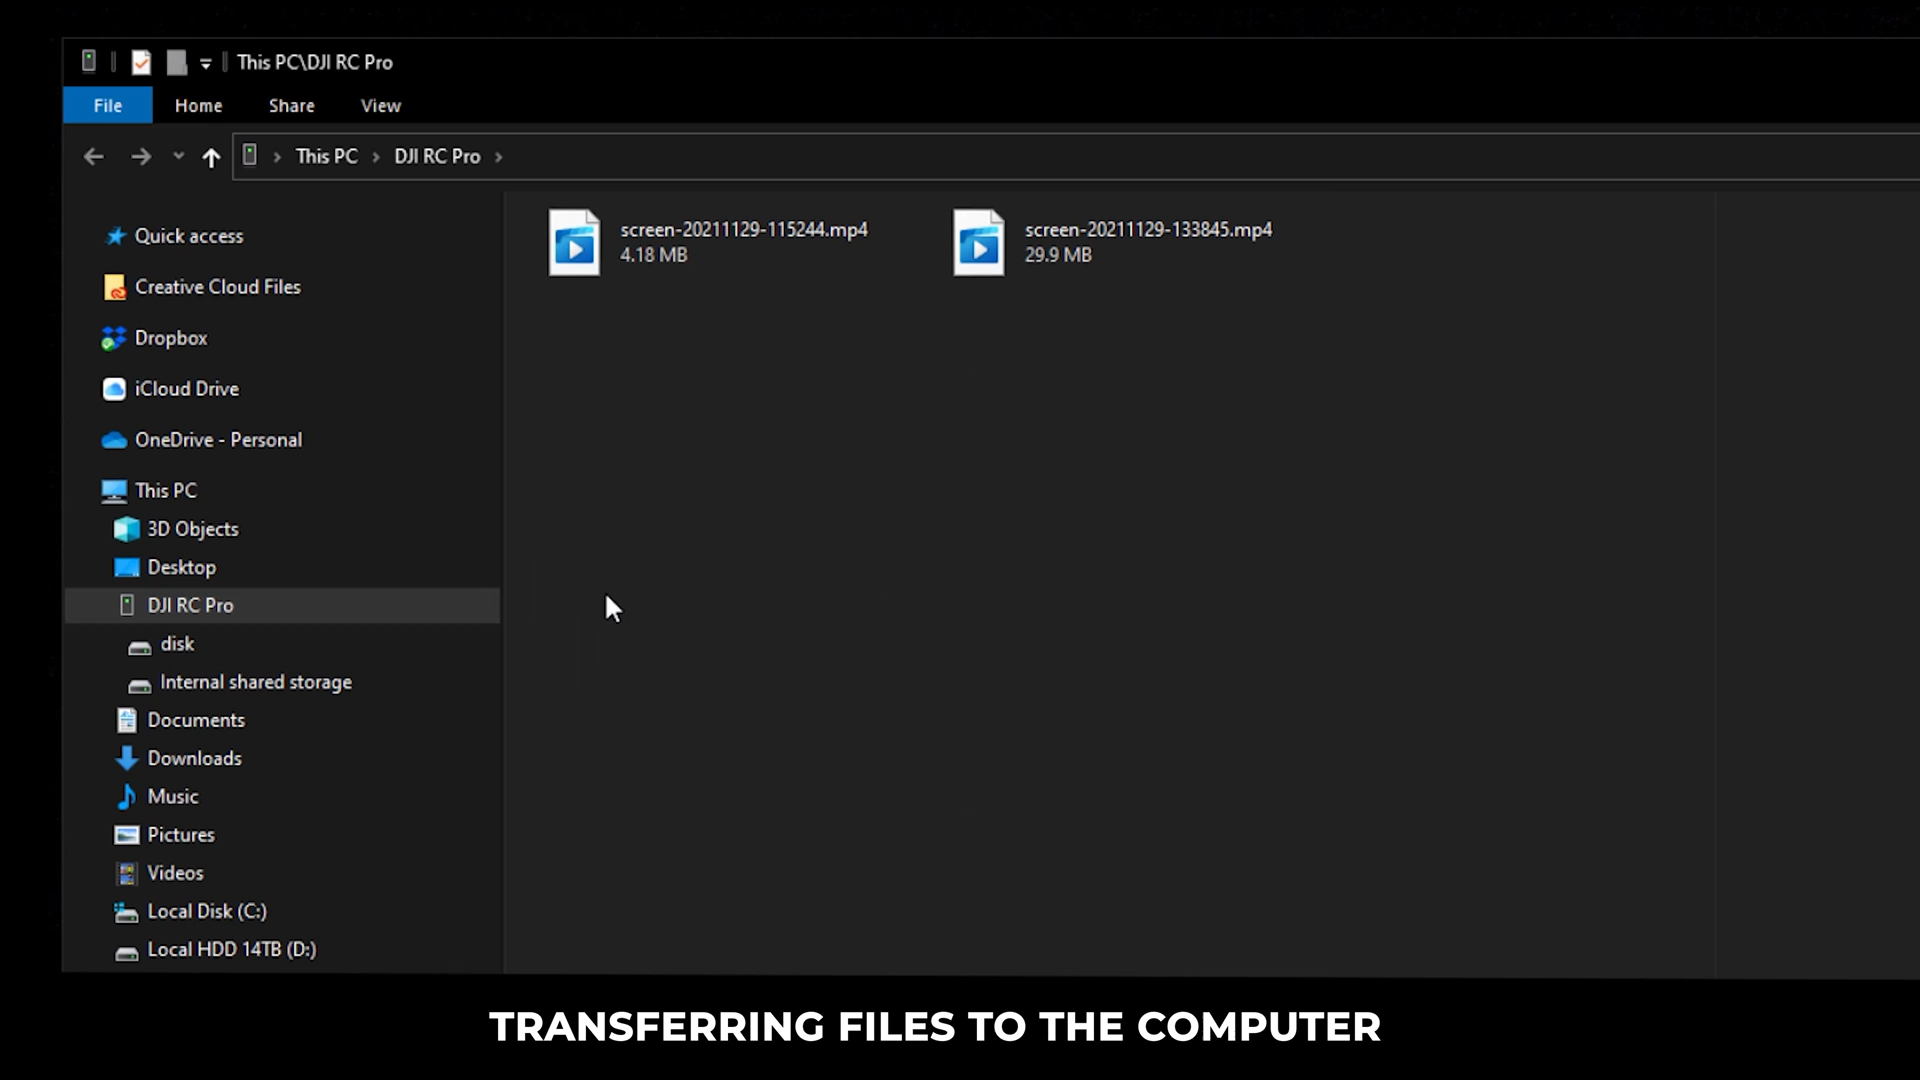 This PC\DJI RC Pro
File Home Share View
This PC DJI RC Pro
Quick access
Creative Cloud Files
Dropbox
iCloud Drive
OneDrive - Personal
This PC
3D Objects
Desktop
DJI RC Pro
disk
Internal shared storage
Documents
Downloads
Music
Pictures
Videos
Local Disk (C:)
Local HDD 14TB (D:)
screen-20211129-115244.mp4
4.18 MB
screen-20211129-133845.mp4
29.9 MB
TRANSFERRING FILES TO THE COMPUTER